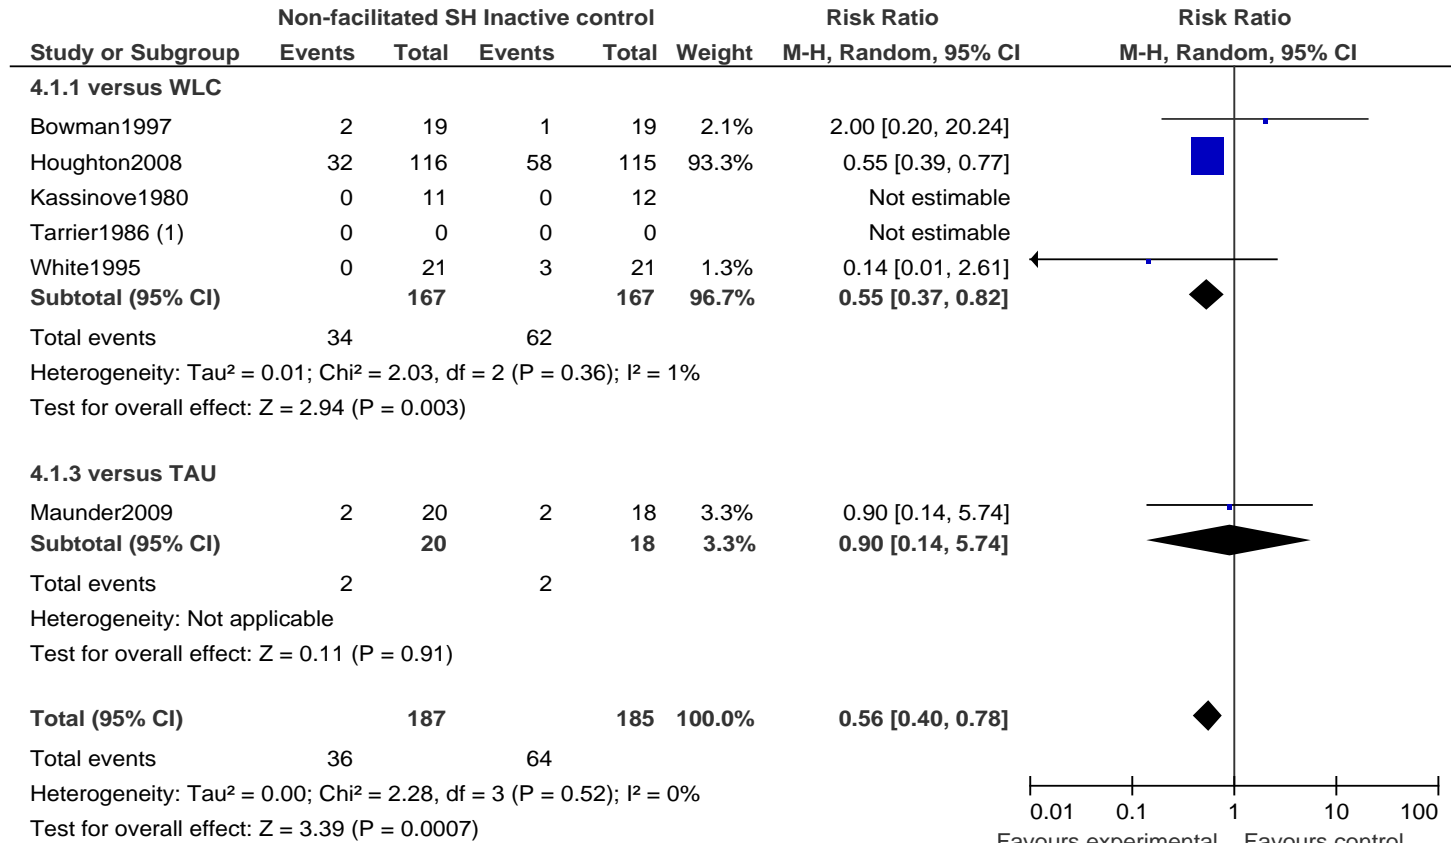 Non-facilitated SH Inactive control Risk Ratio Risk Ratio
Study or Subgroup Events Total Events Total Weight M-H, Random, 95% CI M-H, Random, 95% CI
4.1.1 versus WLC
Bowman1997 2 19 1 19 2.1% 2.00 [0.20, 20.24]
Houghton2008 32 116 58 115 93.3% 0.55 [0.39, 0.77]
Kassinove1980 0 11 0 12 Not estimable
Tarrier1986 (1) 0 0 0 0 Not estimable
White1995 0 21 3 21 1.3% 0.14 [0.01, 2.61]
Subtotal (95% CI) 167 167 96.7% 0.55 [0.37, 0.82]
Total events 34 62
Heterogeneity: Tau² = 0.01; Chi² = 2.03, df = 2 (P = 0.36); I² = 1%
Test for overall effect: Z = 2.94 (P = 0.003)
4.1.3 versus TAU
Maunder2009 2 20 2 18 3.3% 0.90 [0.14, 5.74]
Subtotal (95% CI) 20 18 3.3% 0.90 [0.14, 5.74]
Total events 2 2
Heterogeneity: Not applicable
Test for overall effect: Z = 0.11 (P = 0.91)
Total (95% CI) 187 185 100.0% 0.56 [0.40, 0.78]
Total events 36 64
Heterogeneity: Tau² = 0.00; Chi² = 2.28, df = 3 (P = 0.52); I² = 0%
Test for overall effect: Z = 3.39 (P = 0.0007)
0.01 0.1 1 10 100
Favours experimental Favours control